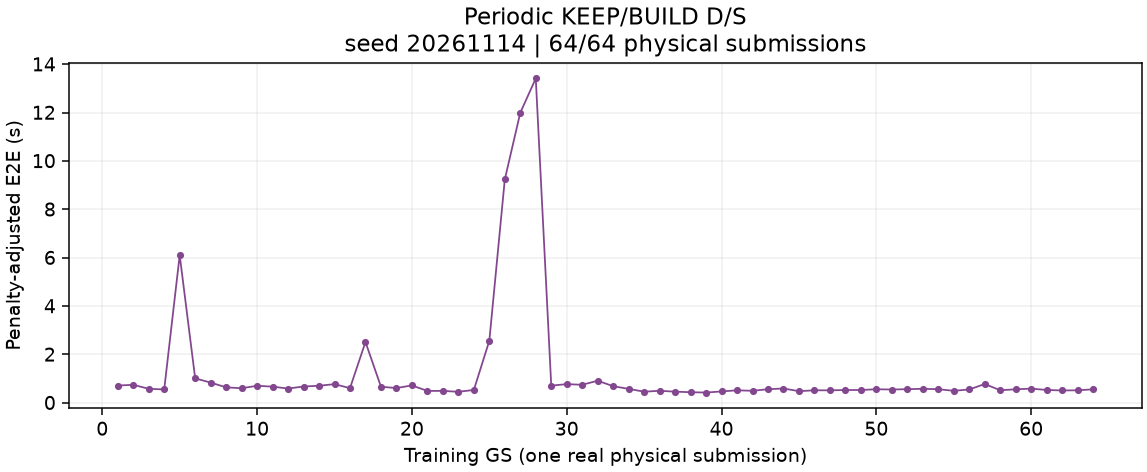 Periodic KEEP/BUILD D/S
seed 20261114 | 64/64 physical submissions
Penalty-adjusted E2E (s)
14
12
10
8
6
4
2
0
0 10 20 30 40 50 60
Training GS (one real physical submission)